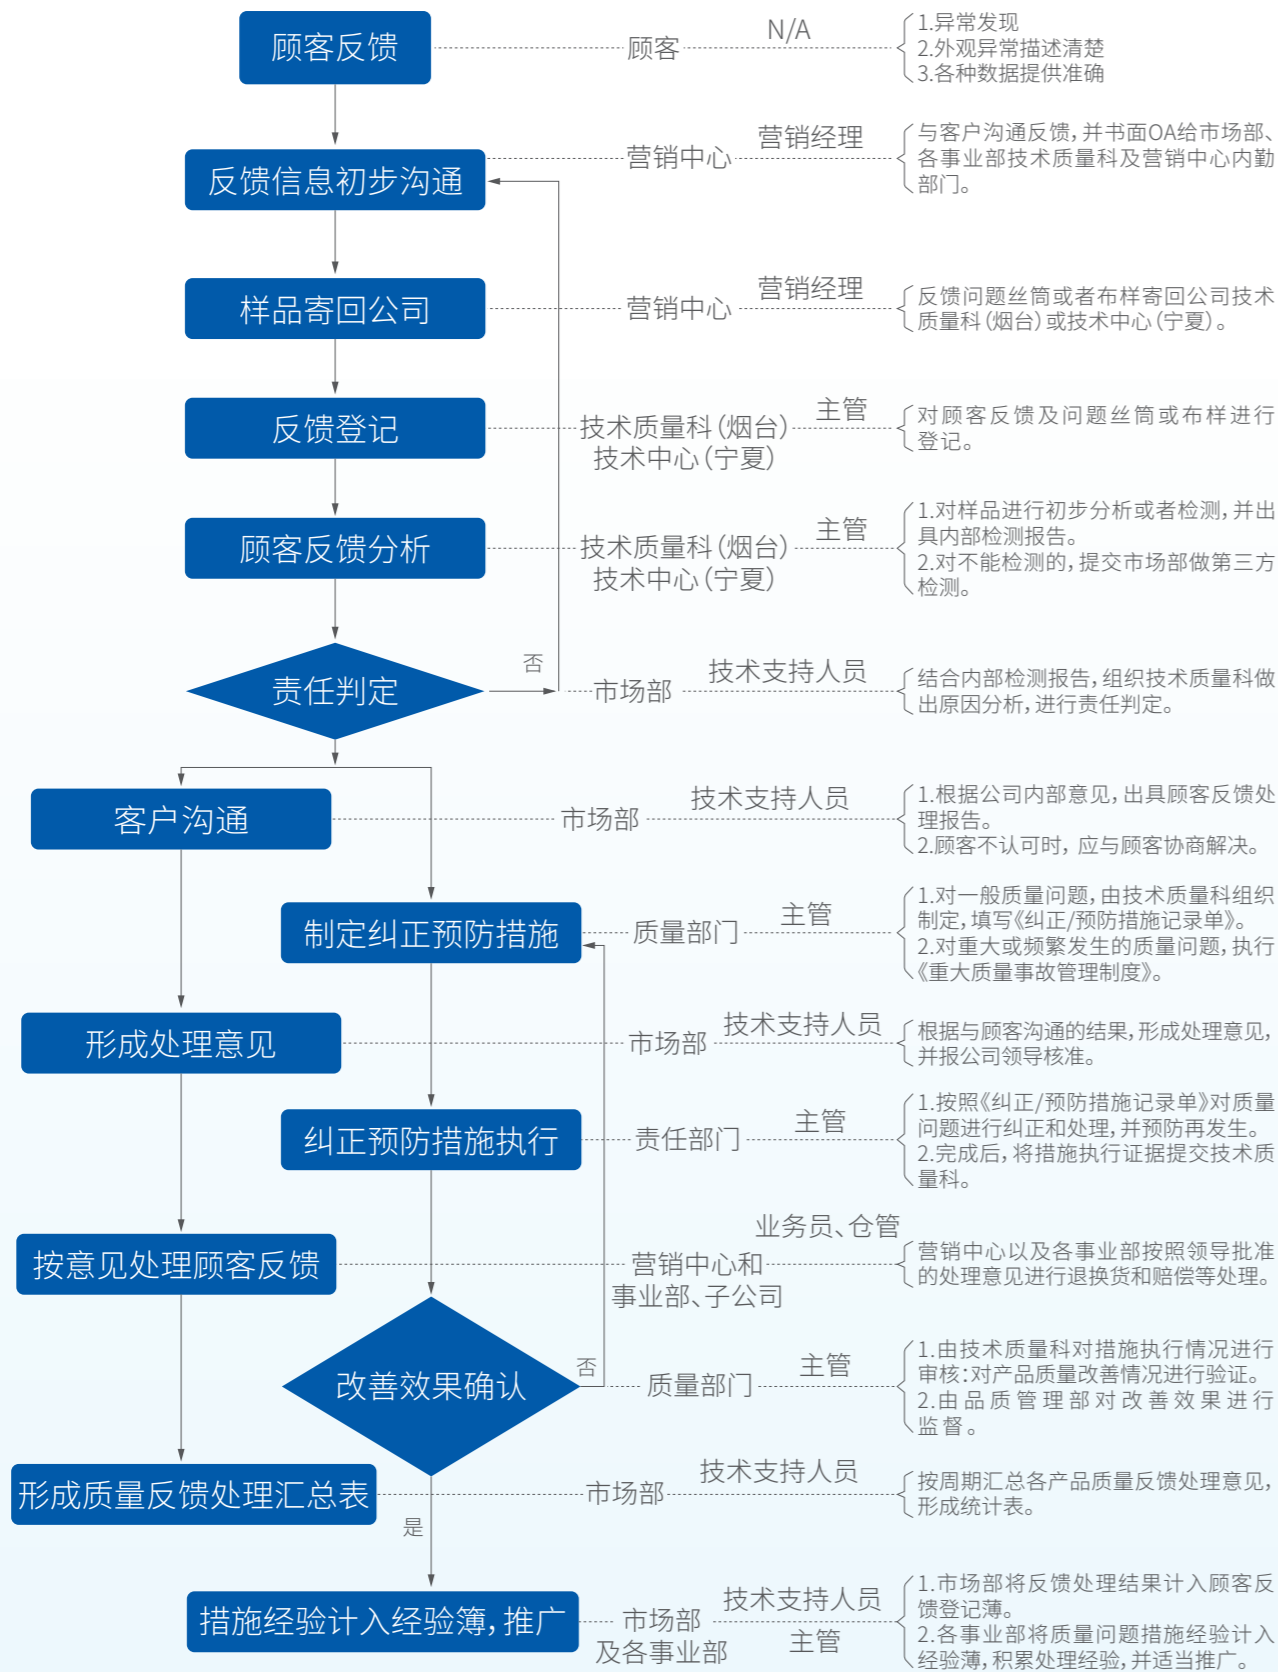 顾客反馈
顾客
N/A
1.异常发现
2.外观异常描述清楚
3.各种数据提供准确
反馈信息初步沟通
营销中心
营销经理
与客户沟通反馈，并书面OA给市场部、
各事业部技术质量科及营销中心内勤
部门。
样品寄回公司
营销中心
营销经理
反馈问题丝筒或者布样寄回公司技术
质量科（烟台）或技术中心（宁夏）。
反馈登记
技术质量科（烟台）
技术中心（宁夏）
主管
对顾客反馈及问题丝筒或布样进行
登记。
顾客反馈分析
技术质量科（烟台）
技术中心（宁夏）
主管
1.对样品进行初步分析或者检测，并出
具内部检测报告。
2.对不能检测的，提交市场部做第三方
检测。
责任判定
否
市场部
技术支持人员
结合内部检测报告，组织技术质量科做
出原因分析，进行责任判定。
客户沟通
市场部
技术支持人员
1.根据公司内部意见，出具顾客反馈处
理报告。
2.顾客不认可时，应与顾客协商解决。
制定纠正预防措施
质量部门
主管
1.对一般质量问题，由技术质量科组织
制定，填写《纠正/预防措施记录单》。
2.对重大或频繁发生的质量问题，执行
《重大质量事故管理制度》。
形成处理意见
市场部
技术支持人员
根据与顾客沟通的结果，形成处理意见，
并报公司领导核准。
纠正预防措施执行
责任部门
主管
1.按照《纠正/预防措施记录单》对质量
问题进行纠正和处理，并预防再发生。
2.完成后，将措施执行证据提交技术质
量科。
按意见处理顾客反馈
营销中心和
事业部、子公司
业务员、仓管
营销中心以及各事业部按照领导批准
的处理意见进行退换货和赔偿等处理。
改善效果确认
否
质量部门
主管
1.由技术质量科对措施执行情况进行
审核：对产品质量改善情况进行验证。
2.由品质管理部对改善效果进行
监督。
形成质量反馈处理汇总表
市场部
技术支持人员
按周期汇总各产品质量反馈处理意见，
形成统计表。
是
措施经验计入经验簿，推广
市场部
及各事业部
技术支持人员
主管
1.市场部将反馈处理结果计入顾客反
馈登记薄。
2.各事业部将质量问题措施经验计入
经验薄，积累处理经验，并适当推广。